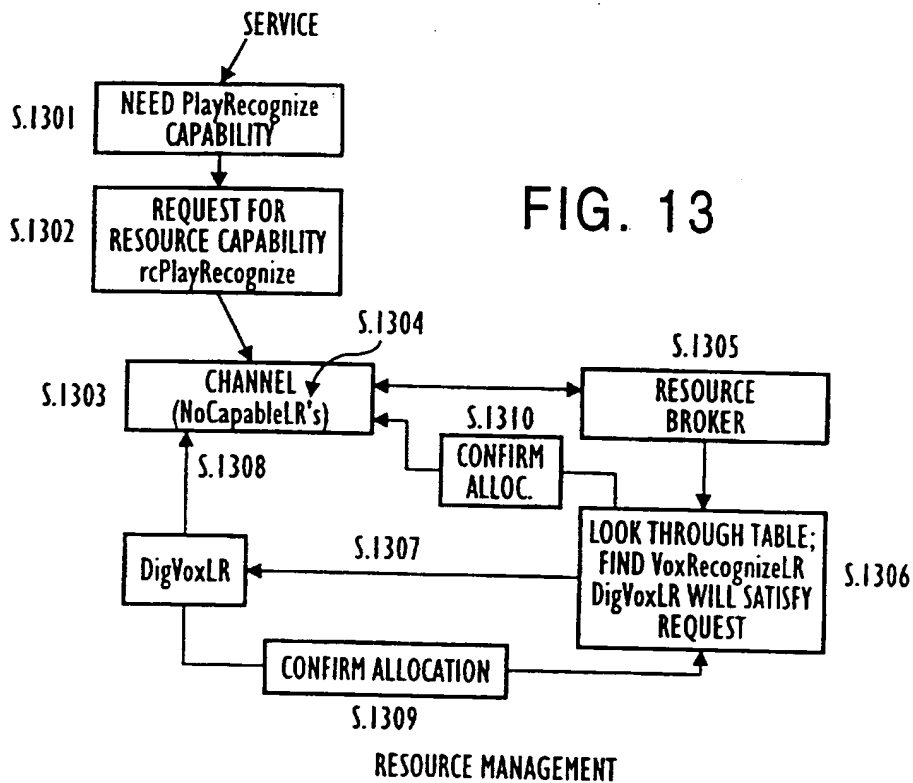 SERVICE
S.1301
NEED PlayRecognize
CAPABILITY
S.1302
REQUEST FOR
RESOURCE CAPABILITY
rcPlayRecognize
FIG. 13
S.1304
S.1303
CHANNEL
(NoCapableLR's)
S.1305
RESOURCE
BROKER
S.1310
CONFIRM
ALLOC.
S.1308
DigVoxLR
S.1307
LOOK THROUGH TABLE;
FIND VoxRecognizeLR
DigVoxLR WILL SATISFY
REQUEST
S.1306
CONFIRM ALLOCATION
S.1309
RESOURCE MANAGEMENT